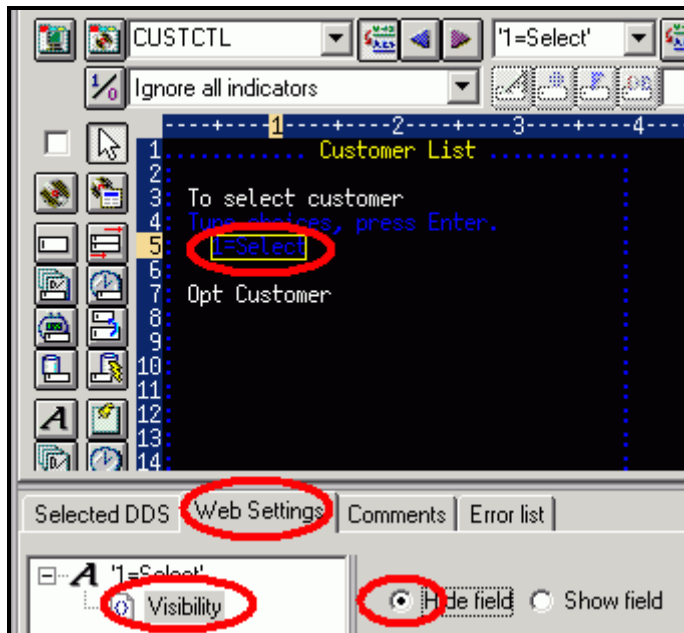 CUSTCTL '1=Select'
1/0 Ignore all indicators
----+----1----+----2----+----3----+----4---
1 ............ Customer List ............
2
3 To select customer
4 Type choices, press Enter.
5 1=Select
6
7 Opt Customer
8
9
10
11
12
13
14
Selected DDS Web Settings Comments Error list
A '1=Select'
Visibility Hide field Show field